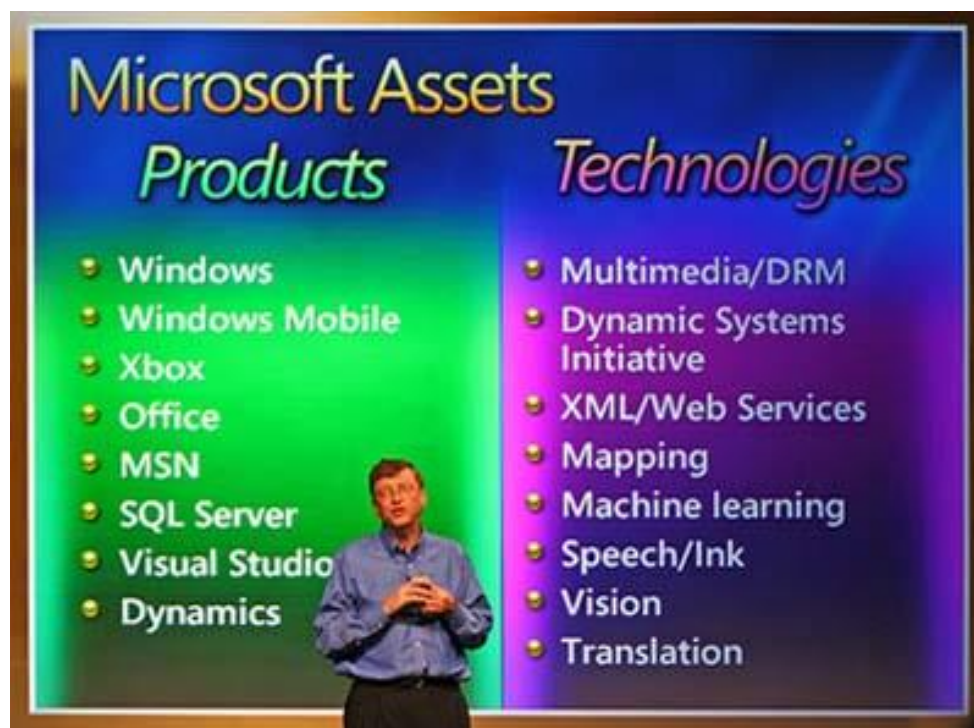 Microsoft Assets
Products
Windows
Windows Mobile
Xbox
Office
MSN
SQL Server
Visual Studio
Dynamics
Technologies
Multimedia/DRM
Dynamic Systems
Initiative
XML/Web Services
Mapping
Machine learning
Speech/Ink
Vision
Translation